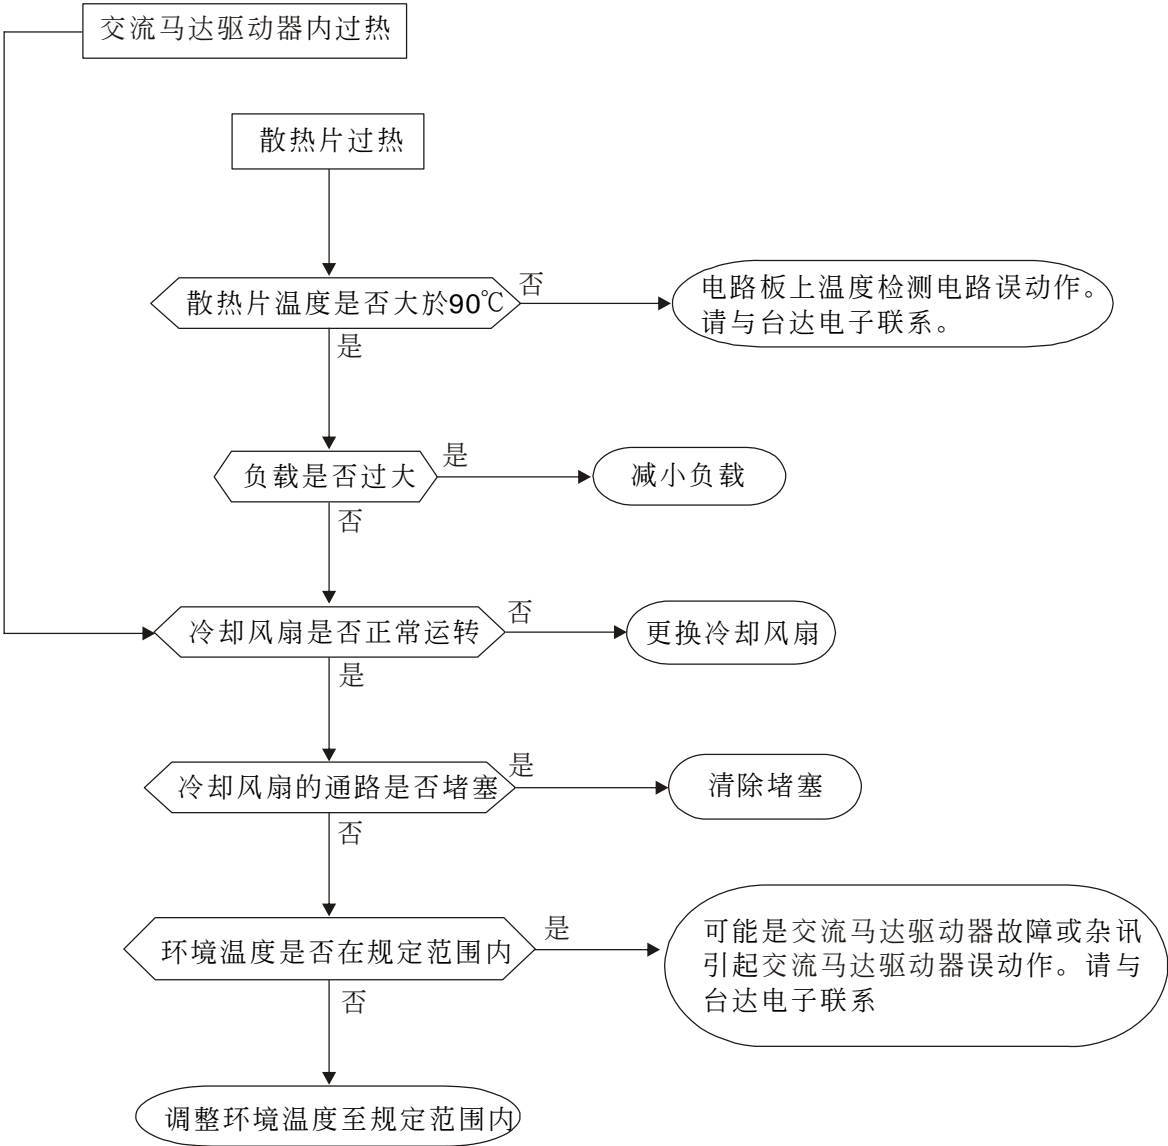 交流马达驱动器内过热
散热片过热
散热片温度是否大於90℃
否
电路板上温度检测电路误动作。
请与台达电子联系。
是
负载是否过大
是
减小负载
否
冷却风扇是否正常运转
否
更换冷却风扇
是
冷却风扇的通路是否堵塞
是
清除堵塞
否
环境温度是否在规定范围内
是
可能是交流马达驱动器故障或杂讯
引起交流马达驱动器误动作。请与
台达电子联系
否
调整环境温度至规定范围内